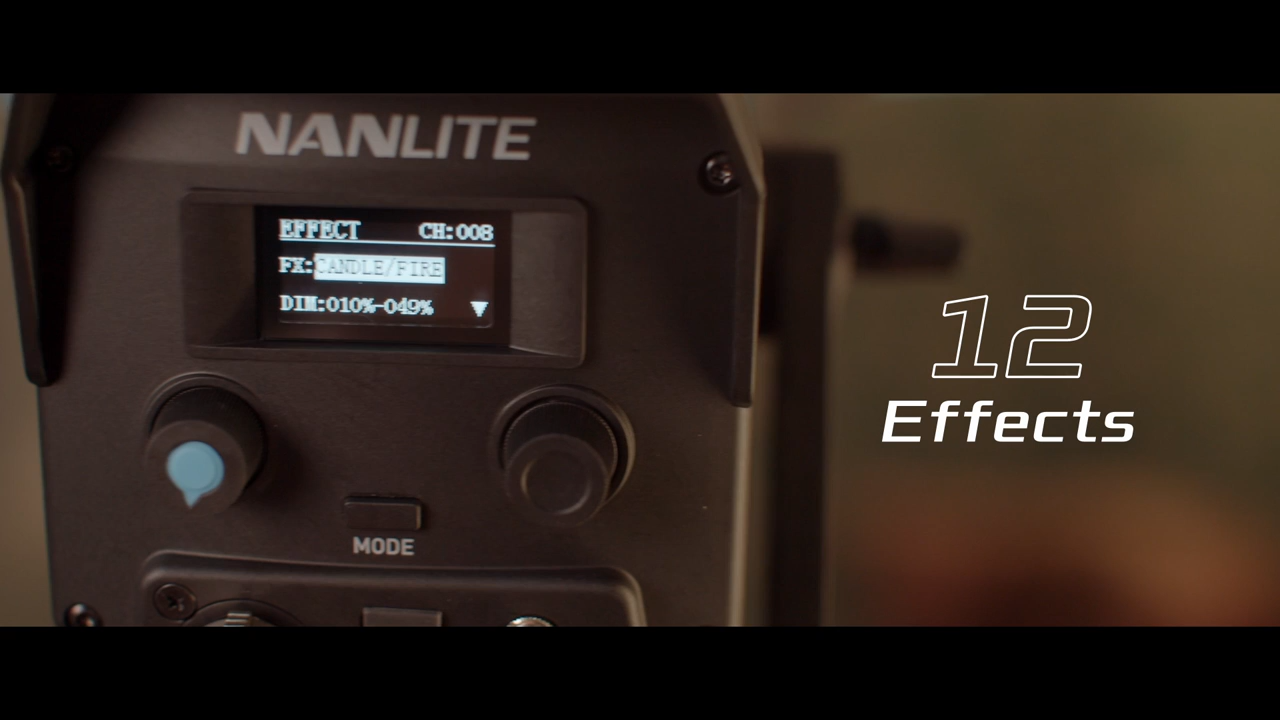 NANLITE
EFFECT CH:008
FX:CANDLE/FIRE
DIM:010%-049% ▼
MODE
12
Effects